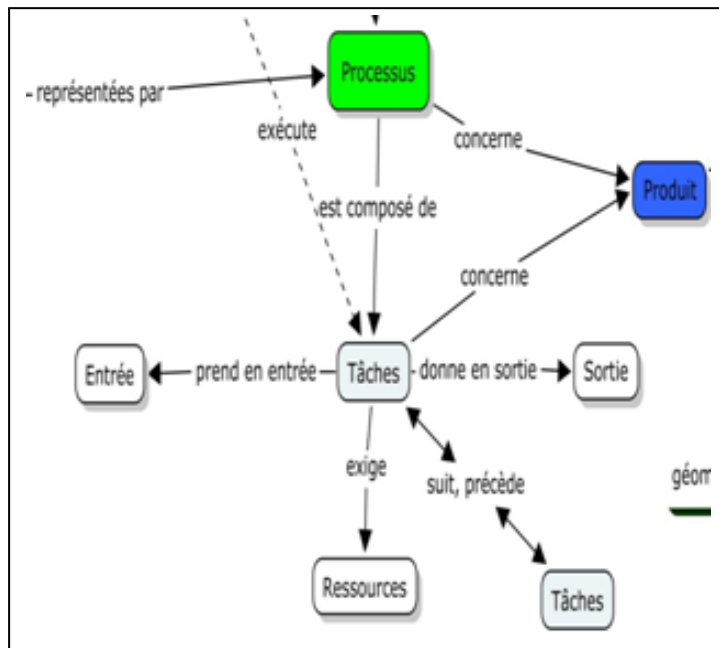 Processus
représentées par
exécute
concerne
Produit
est composé de
concerne
Entrée
prend en entrée
Tâches
donne en sortie
Sortie
exige
suit, précède
géom
Ressources
Tâches